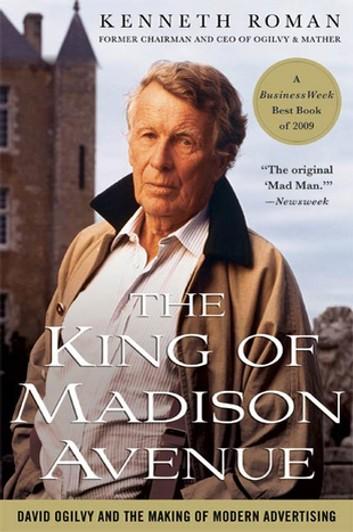 KENNETH ROMAN
FORMER CHAIRMAN AND CEO OF OGILVY & MATHER
A
BusinessWeek
Best Book
of 2009
“The original
‘Mad Man.’”
—Newsweek
THE
KING OF
MADISON
AVENUE
DAVID OGILVY AND THE MAKING OF MODERN ADVERTISING